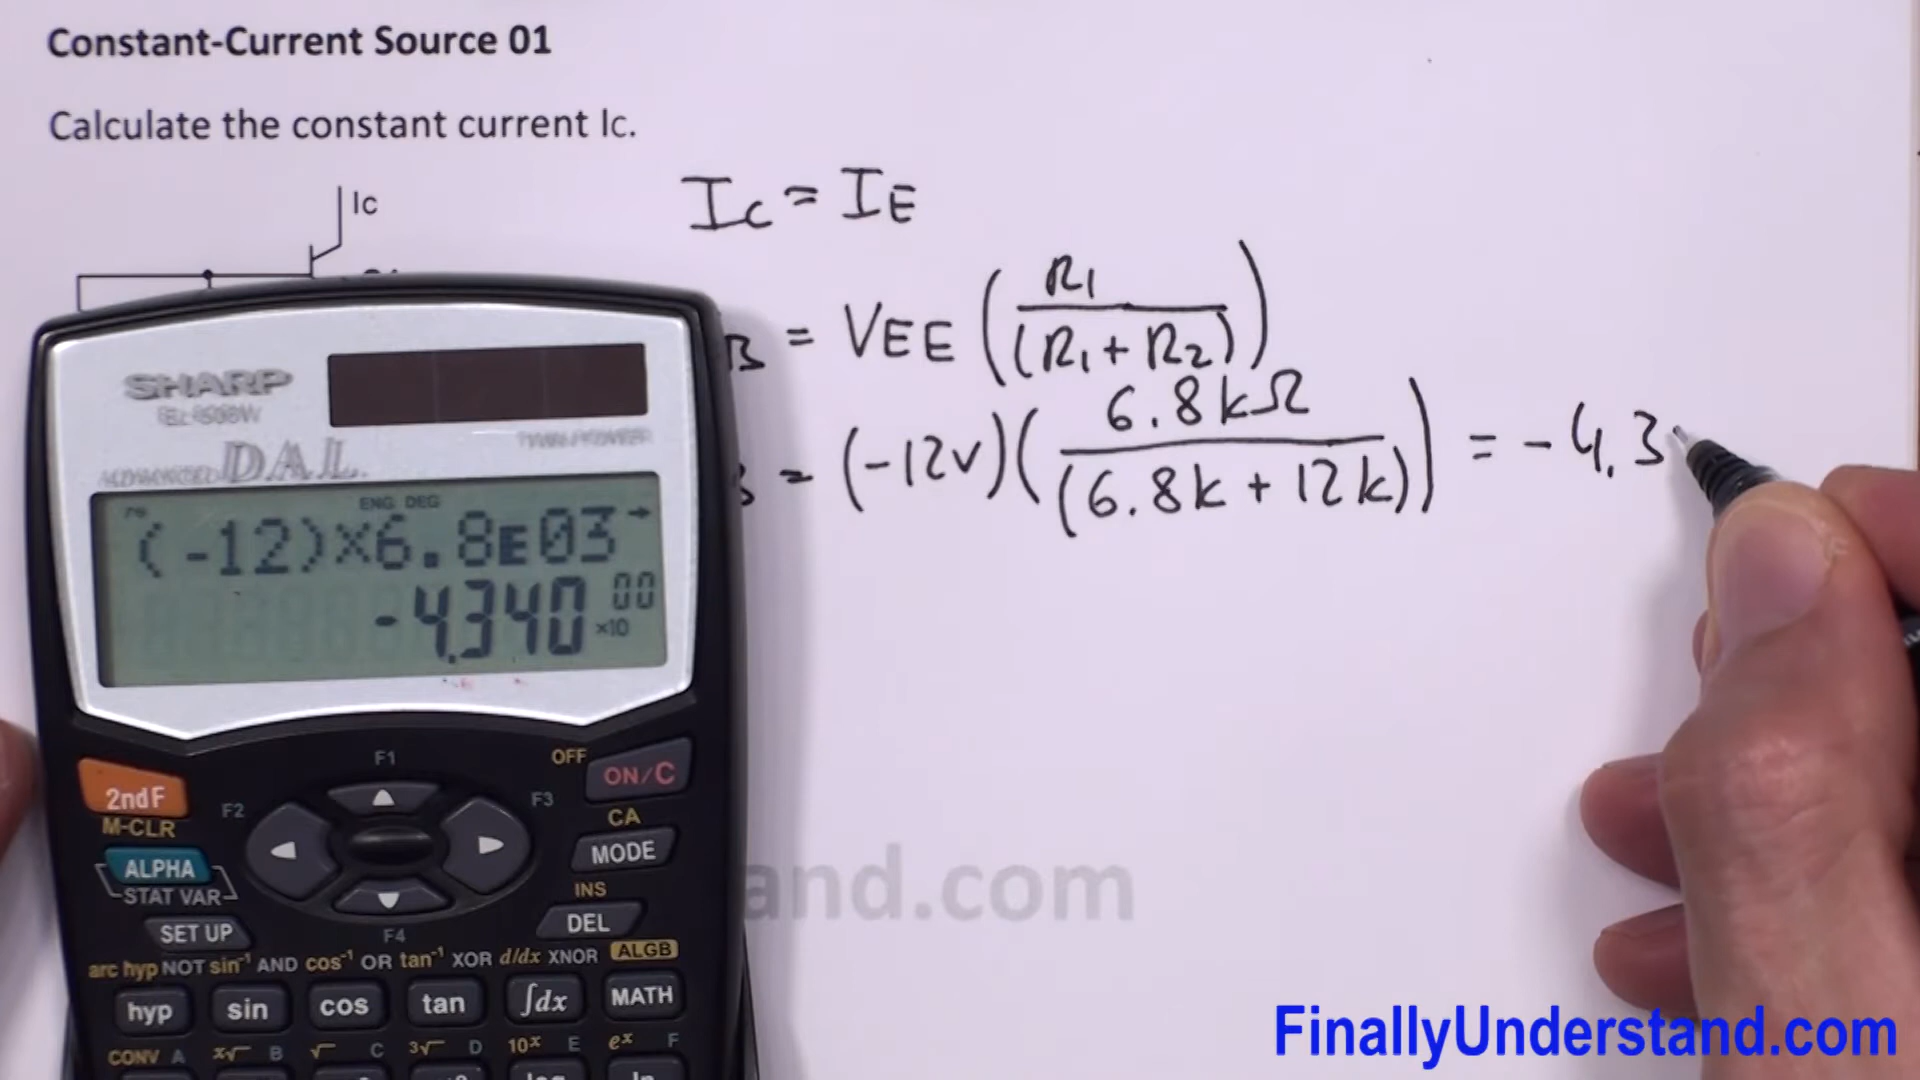 Constant-Current Source 01
Calculate the constant current Ic.
Ic
Ic = IE
B = VEE (R1 / (R1 + R2))
= (-12v) (6.8kΩ / (6.8k + 12k)) = - 4.3
SHARP
ADVANCED D.A.L.
TWIN POWER
ENG DEG
(-12)×6.8E03→
-4.340 ×10 00
F1
OFF
2ndF
ON/C
F2
F3
M-CLR
CA
ALPHA
MODE
STAT VAR
INS
SET UP
F4
DEL
arc hyp NOT sin⁻¹ AND cos⁻¹ OR tan⁻¹ XOR d/dx XNOR ALGB
hyp sin cos tan ∫dx MATH
CONV A x√ B √ C 3√ D 10x E ex F
and.com
FinallyUnderstand.com